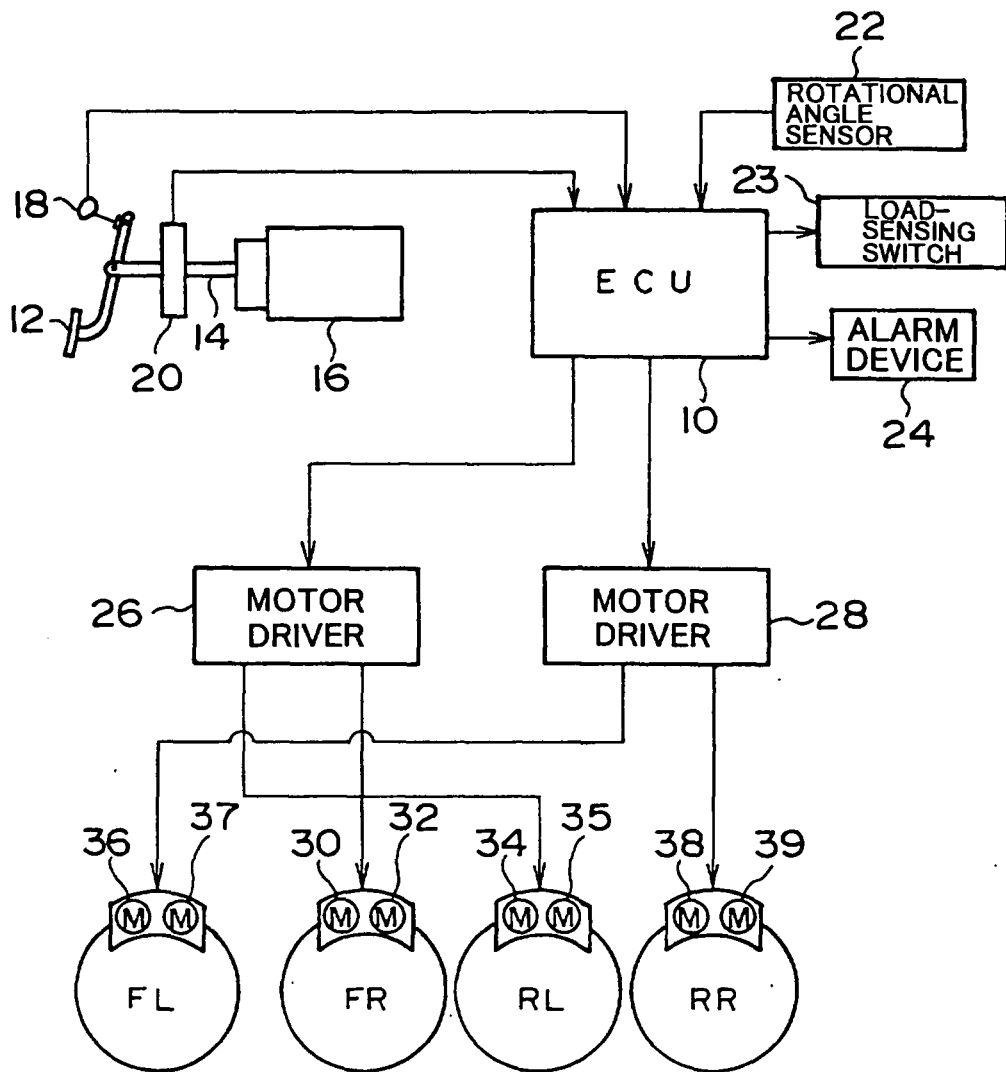 22
ROTATIONAL
ANGLE
SENSOR
18
23
LOAD-
SENSING
SWITCH
ECU
12
20
14
16
10
ALARM
DEVICE
24
26
MOTOR
DRIVER
MOTOR
DRIVER
28
36
37
30
32
34
35
38
39
M
M
M
M
M
M
M
M
FL
FR
RL
RR